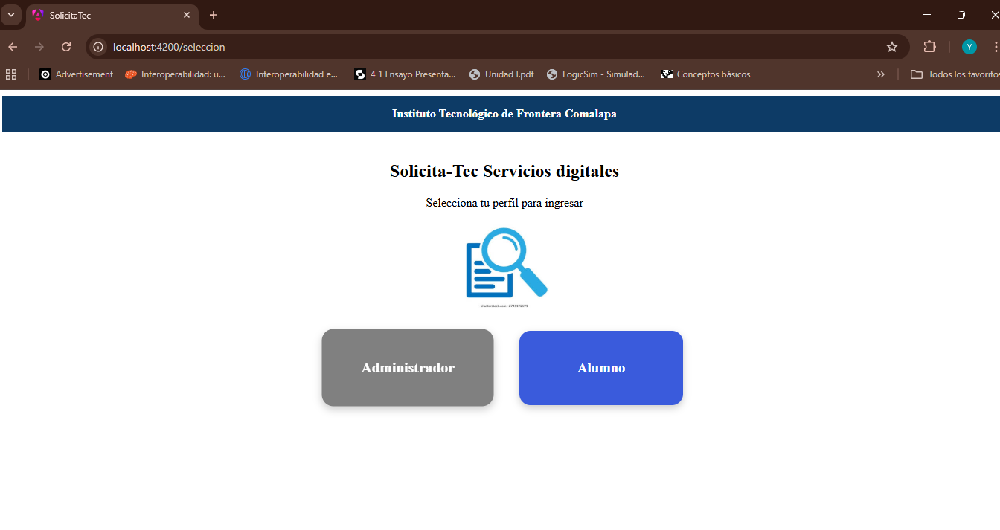 SolicitaTec
localhost:4200/seleccion
Y
Advertisement
Interoperabilidad: u...
Interoperabilidad e...
4 1 Ensayo Presenta...
Unidad I.pdf
LogicSim - Simulad...
Conceptos básicos
»
Todos los favoritos
Instituto Tecnológico de Frontera Comalapa
Solicita-Tec Servicios digitales
Selecciona tu perfil para ingresar
Administrador
Alumno